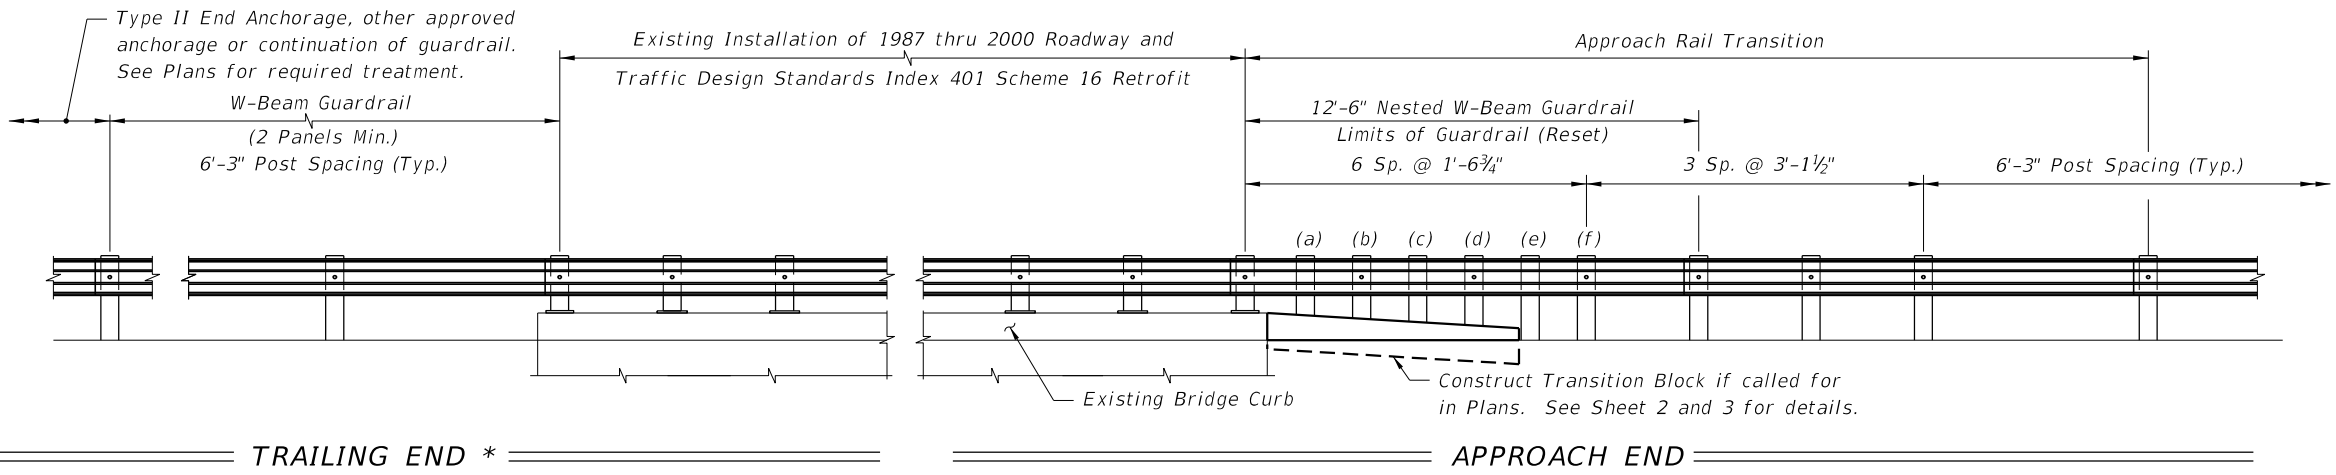 Type II End Anchorage, other approved
anchorage or continuation of guardrail.
See Plans for required treatment.
W-Beam Guardrail
(2 Panels Min.)
6'-3" Post Spacing (Typ.)
Existing Installation of 1987 thru 2000 Roadway and
Traffic Design Standards Index 401 Scheme 16 Retrofit
Approach Rail Transition
12'-6" Nested W-Beam Guardrail
Limits of Guardrail (Reset)
6 Sp. @ 1'-6¾"
3 Sp. @ 3'-1½"
6'-3" Post Spacing (Typ.)
(a) (b) (c) (d) (e) (f)
Existing Bridge Curb
Construct Transition Block if called for
in Plans. See Sheet 2 and 3 for details.
TRAILING END *
APPROACH END